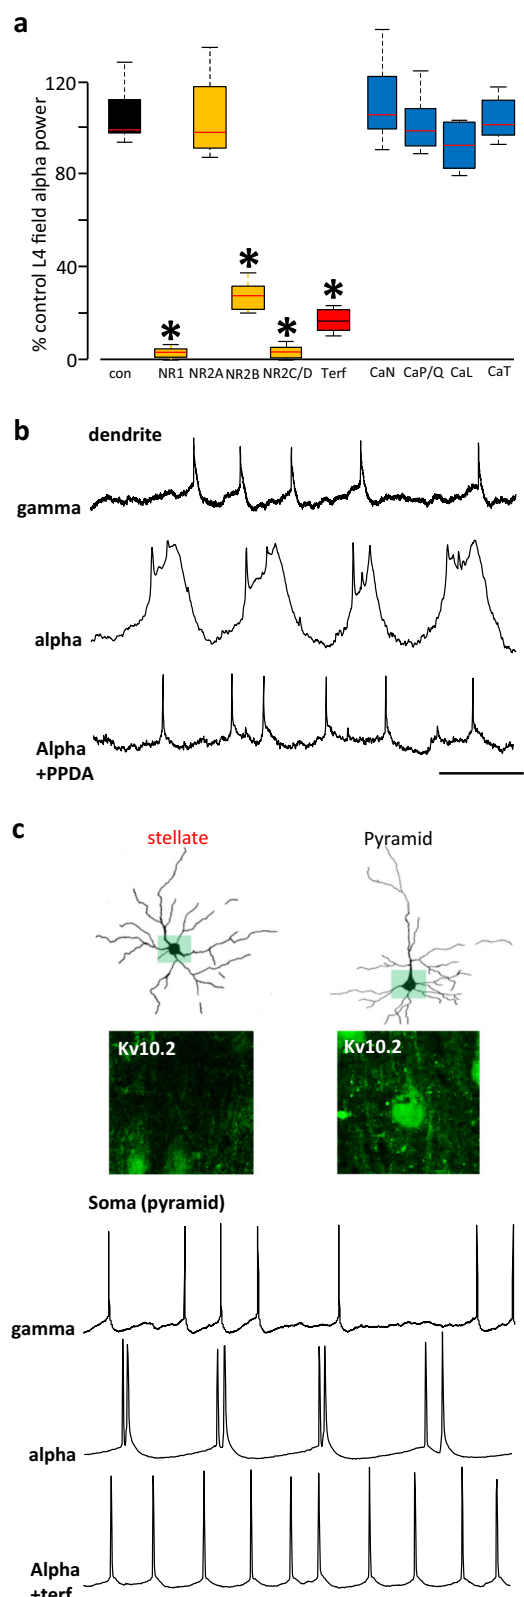 a
% control L4 field alpha power
120
80
40
0
con NR1 NR2A NR2B NR2C/D Terf CaN CaP/Q CaL CaT
* * * *
b
dendrite
gamma
alpha
Alpha
+PPDA
c
stellate Pyramid
Kv10.2 Kv10.2
Soma (pyramid)
gamma
alpha
Alpha
+terf